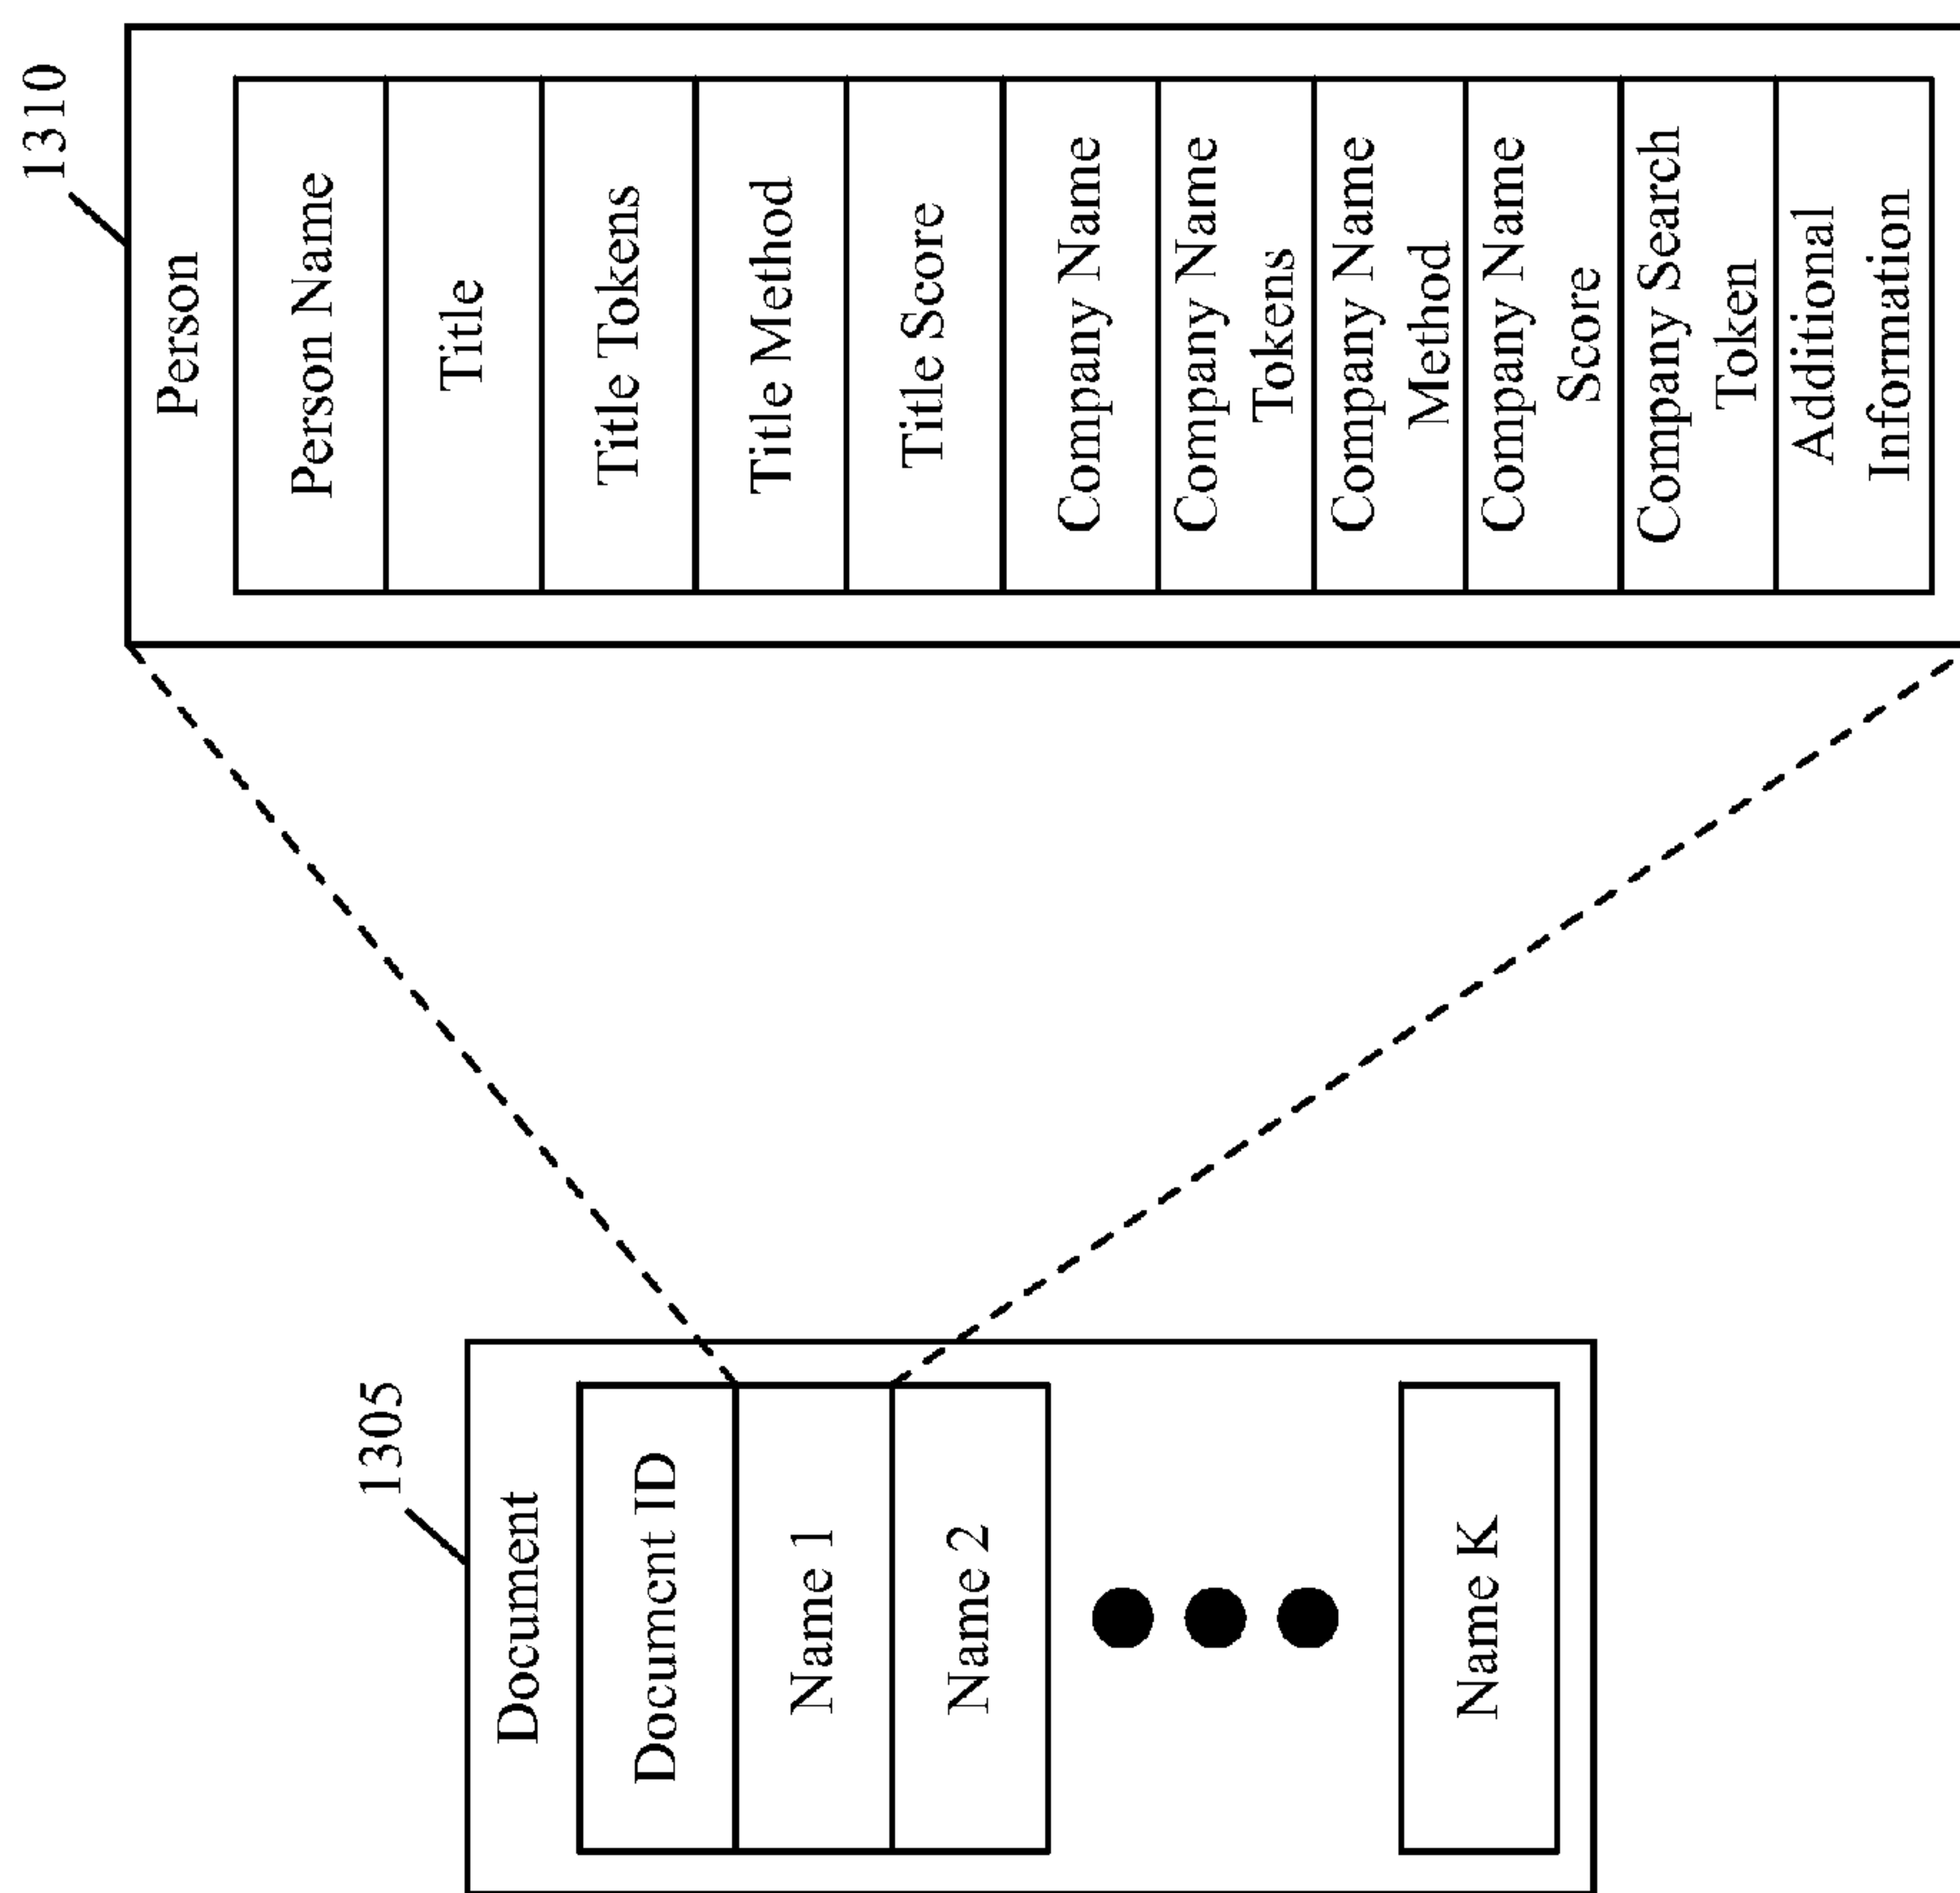 1305
Document
Document ID
Name 1
Name 2
Name K
1310
Person
Person Name
Title
Title Tokens
Title Method
Title Score
Company Name
Company Name
Tokens
Company Name
Method
Company Name
Score
Company Search
Token
Additional
Information